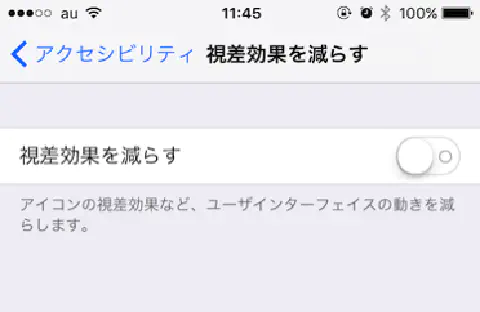 au 11:45 100%
アクセシビリティ 視差効果を減らす
視差効果を減らす
アイコンの視差効果など、ユーザインターフェイスの動きを減
らします。